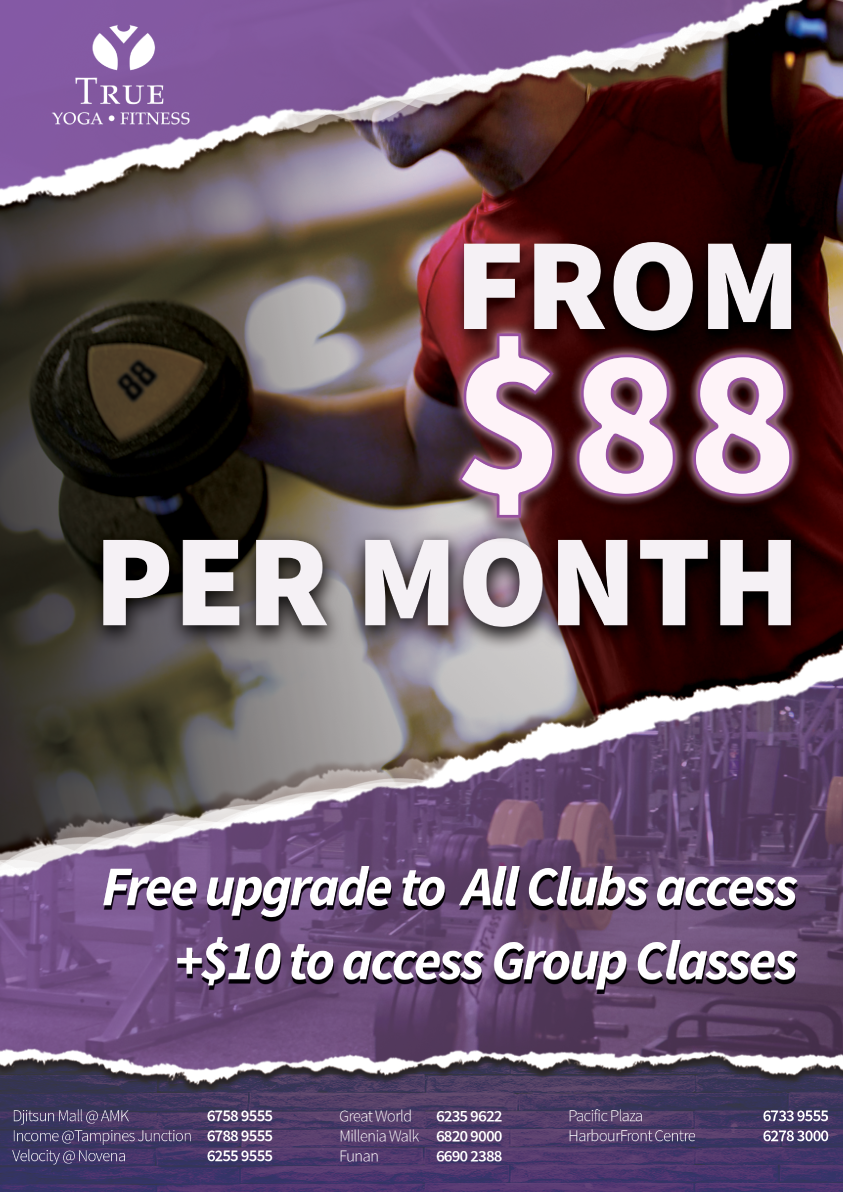 TRUE
YOGA • FITNESS
FROM
88
$88
PER MONTH
Free upgrade to All Clubs access
+$10 to access Group Classes
Djitsun Mall @ AMK 6758 9555
Income @Tampines Junction 6788 9555
Velocity @ Novena 6255 9555
Great World 6235 9622
Millenia Walk 6820 9000
Funan 6690 2388
Pacific Plaza 6733 9555
HarbourFront Centre 6278 3000